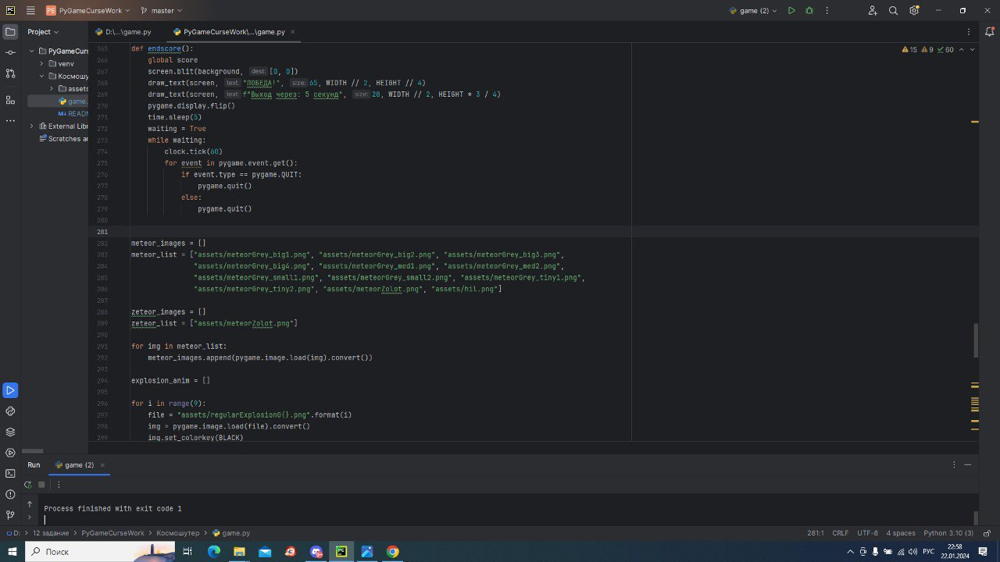 PC
P6 PyGameCurseWork
master
game (2)
Project
D:\...\game.py
PyGameCurseWork\...\game.py
PyGameCurs
venv
Космошу
assets
game.
README
External Libr
Scratches ar
15 9 60
265 def endscore():
266 global score
267 screen.blit(background, dest: [0, 0])
268 draw_text(screen, text: "ПОБЕДА!", size: 65, WIDTH // 2, HEIGHT // 4)
269 draw_text(screen, text: f"Выход через: 5 секунд", size: 20, WIDTH // 2, HEIGHT * 3 / 4)
270 pygame.display.flip()
271 time.sleep(5)
272 waiting = True
273 while waiting:
274 clock.tick(60)
275 for event in pygame.event.get():
276 if event.type == pygame.QUIT:
277 pygame.quit()
278 else:
279 pygame.quit()
280
281
282 meteor_images = []
283 meteor_list = ["assets/meteorGrey_big1.png", "assets/meteorGrey_big2.png", "assets/meteorGrey_big3.png",
284 "assets/meteorGrey_big4.png", "assets/meteorGrey_med1.png", "assets/meteorGrey_med2.png",
285 "assets/meteorGrey_small1.png", "assets/meteorGrey_small2.png", "assets/meteorGrey_tiny1.png",
286 "assets/meteorGrey_tiny2.png", "assets/meteorZolot.png", "assets/hil.png"]
287
288 zeteor_images = []
289 zeteor_list = ["assets/meteorZolot.png"]
290
291 for img in meteor_list:
292 meteor_images.append(pygame.image.load(img).convert())
293
294 explosion_anim = []
295
296 for i in range(9):
297 file = "assets/regularExplosion0{}.png".format(i)
298 img = pygame.image.load(file).convert()
299 img.set_colorkey(BLACK)
Run
game (2)
Process finished with exit code 1
D: > 12 задание > PyGameCurseWork > Космошутер > game.py
281:1 CRLF UTF-8 4 spaces Python 3.10 (3)
Поиск
PC
РУС
22:58
22.01.2024